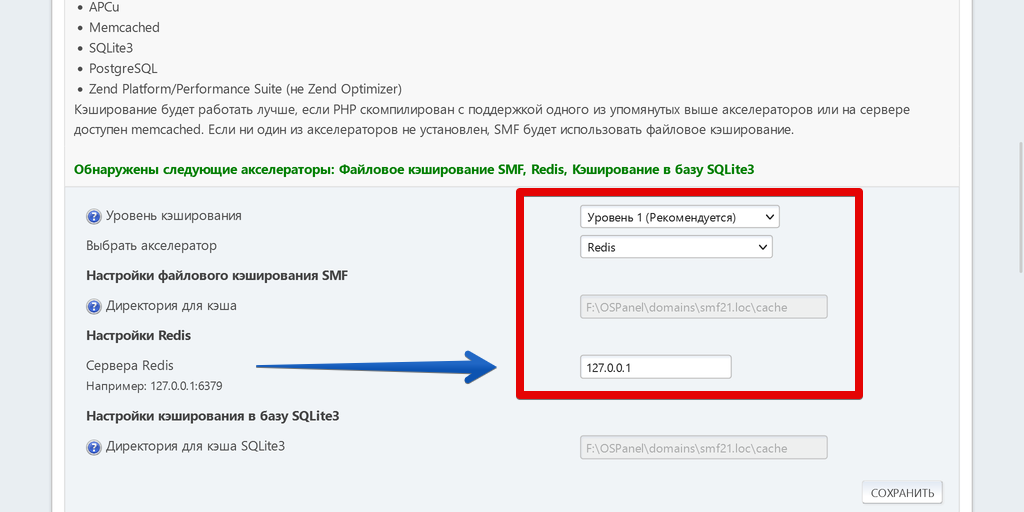 • APCu
• Memcached
• SQLite3
• PostgreSQL
• Zend Platform/Performance Suite (не Zend Optimizer)
Кэширование будет работать лучше, если PHP скомпилирован с поддержкой одного из упомянутых выше акселераторов или на сервере
доступен memcached. Если ни один из акселераторов не установлен, SMF будет использовать файловое кэширование.
Обнаружены следующие акселераторы: Файловое кэширование SMF, Redis, Кэширование в базу SQLite3
? Уровень кэширования Уровень 1 (Рекомендуется)
Выбрать акселератор Redis
Настройки файлового кэширования SMF
? Директория для кэша F:\OSPanel\domains\smf21.loc\cache
Настройки Redis
Сервера Redis 127.0.0.1
Например: 127.0.0.1:6379
Настройки кэширования в базу SQLite3
? Директория для кэша SQLite3 F:\OSPanel\domains\smf21.loc\cache
СОХРАНИТЬ